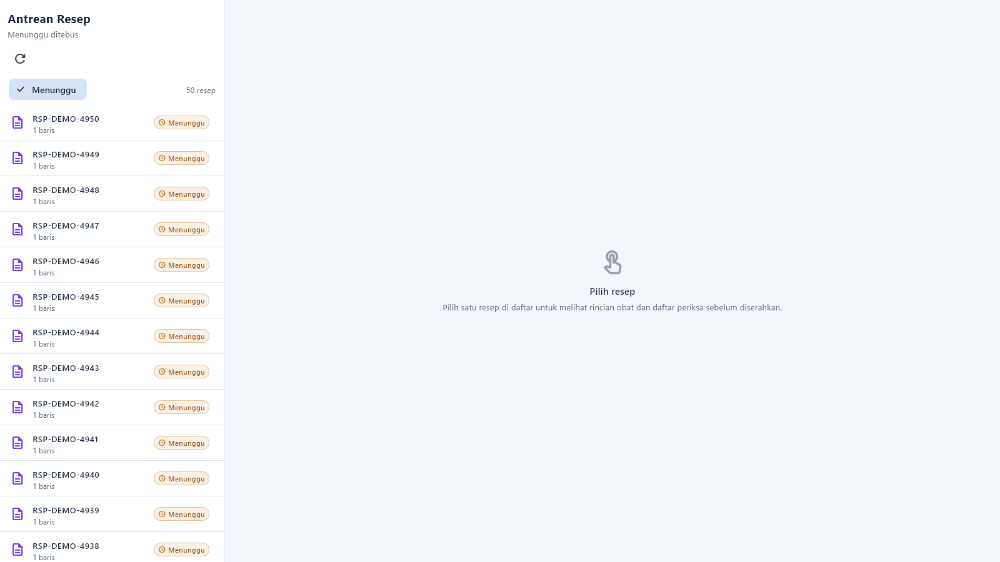 Antrean Resep
Menunggu ditebus
Menunggu
50 resep
RSP-DEMO-4950
1 baris
Menunggu
RSP-DEMO-4949
1 baris
Menunggu
RSP-DEMO-4948
1 baris
Menunggu
RSP-DEMO-4947
1 baris
Menunggu
RSP-DEMO-4946
1 baris
Menunggu
RSP-DEMO-4945
1 baris
Menunggu
RSP-DEMO-4944
1 baris
Menunggu
RSP-DEMO-4943
1 baris
Menunggu
RSP-DEMO-4942
1 baris
Menunggu
RSP-DEMO-4941
1 baris
Menunggu
RSP-DEMO-4940
1 baris
Menunggu
RSP-DEMO-4939
1 baris
Menunggu
RSP-DEMO-4938
1 baris
Menunggu
Pilih resep
Pilih satu resep di daftar untuk melihat rincian obat dan daftar periksa sebelum diserahkan.